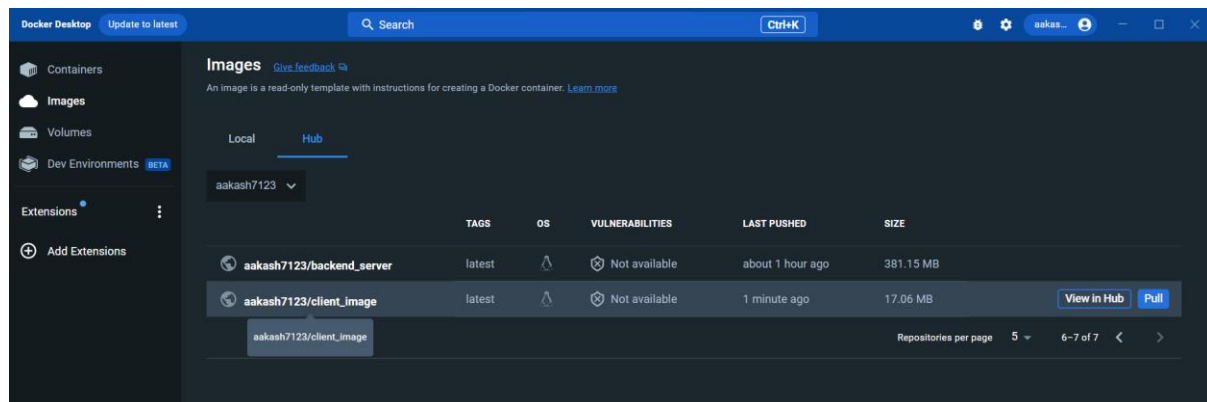 Docker Desktop Update to latest Search Ctrl+K aakas...
Containers
Images
Volumes
Dev Environments BETA
Extensions
Add Extensions
Images Give feedback
An image is a read-only template with instructions for creating a Docker container. Learn more
Local Hub
aakash7123
TAGS OS VULNERABILITIES LAST PUSHED SIZE
aakash7123/backend_server latest Not available about 1 hour ago 381.15 MB
aakash7123/client_image latest Not available 1 minute ago 17.06 MB View in Hub Pull
aakash7123/client_image
Repositories per page 5 6–7 of 7